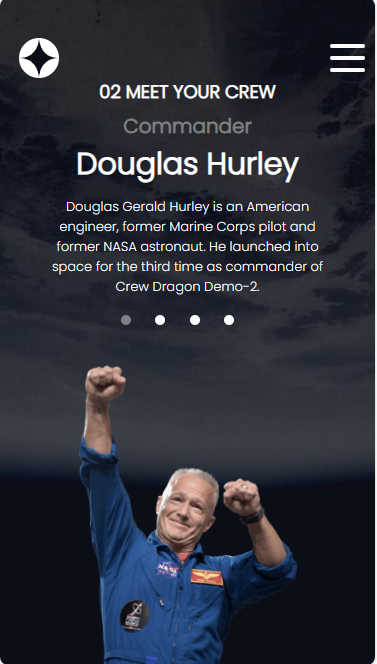 02 MEET YOUR CREW
Commander
Douglas Hurley
Douglas Gerald Hurley is an American
engineer, former Marine Corps pilot and
former NASA astronaut. He launched into
space for the third time as commander of
Crew Dragon Demo-2.
NASA